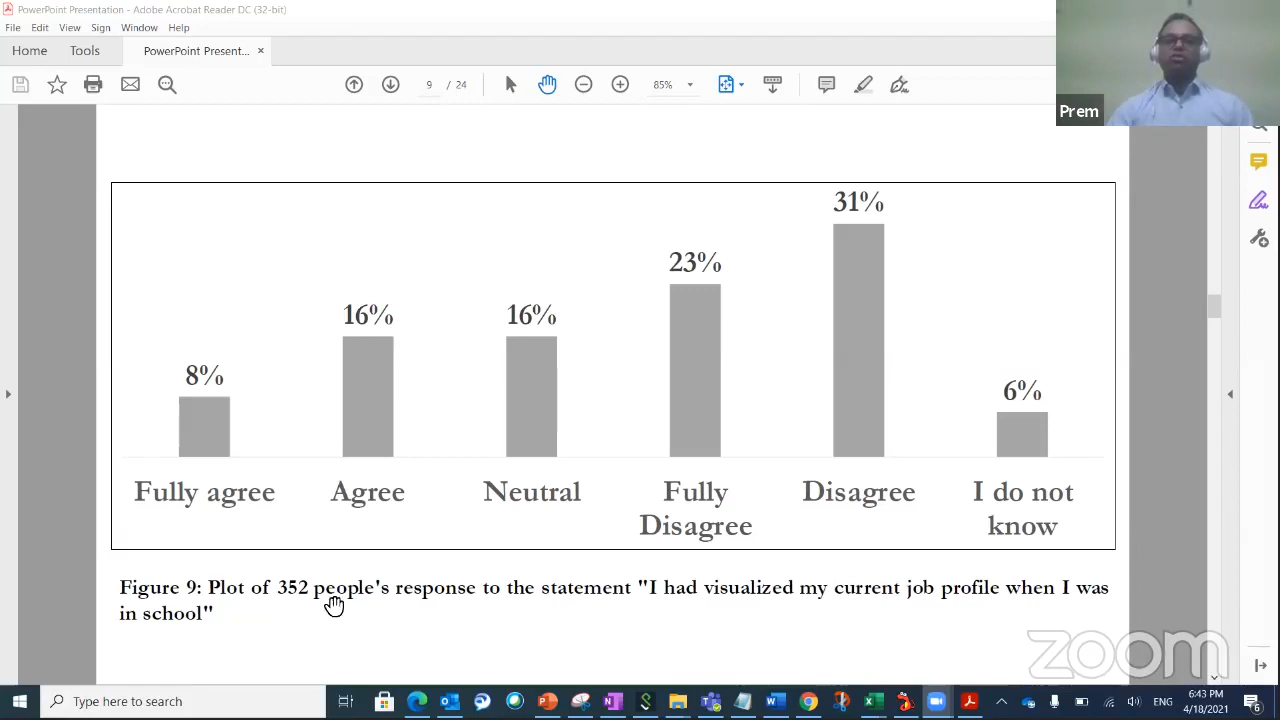 PowerPoint Presentation - Adobe Acrobat Reader DC (32-bit)
File Edit View Sign Window Help
Home Tools PowerPoint Present... ×
9 / 24 85%
Prem
31%
23%
16% 16%
8%
6%
Fully agree Agree Neutral Fully Disagree I do not
Disagree know
Figure 9: Plot of 352 people's response to the statement "I had visualized my current job profile when I was
in school"
zoom
Type here to search
ENG
6:43 PM
4/18/2021
6